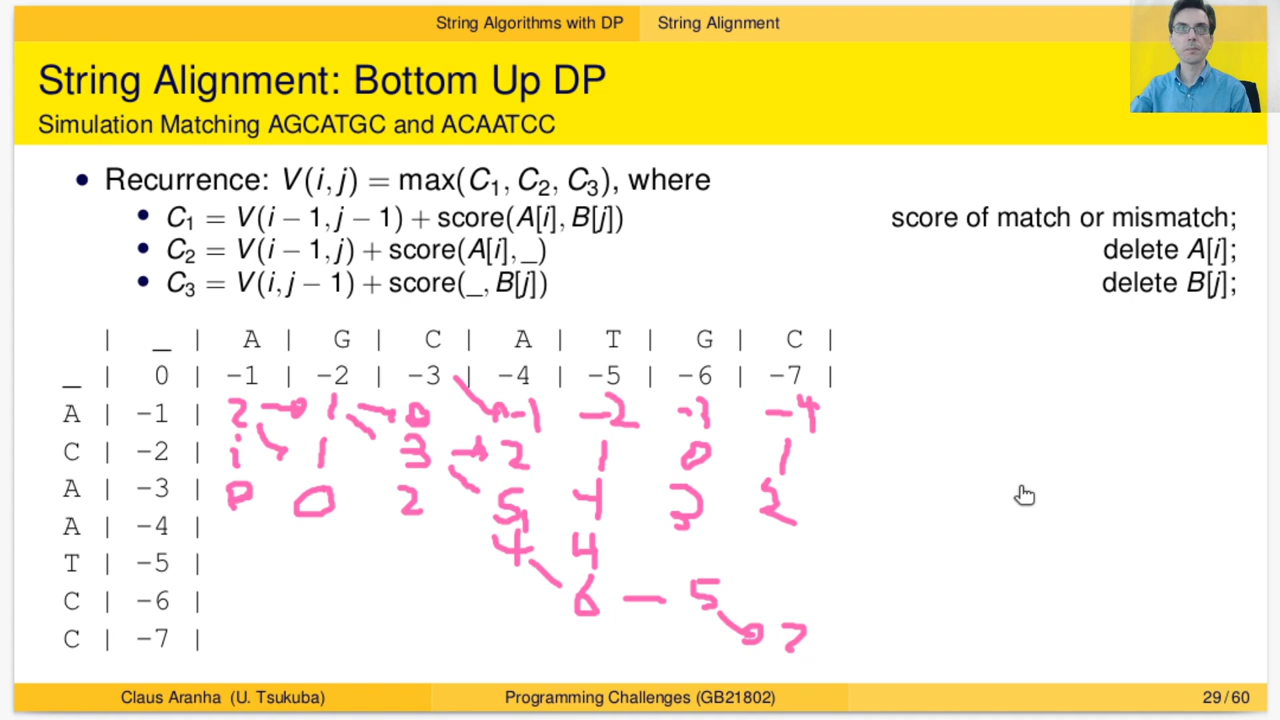 String Algorithms with DP String Alignment
String Alignment: Bottom Up DP
Simulation Matching AGCATGC and ACAATCC
• Recurrence: V(i, j) = max(C₁, C₂, C₃), where
• C₁ = V(i − 1, j − 1) + score(A[i], B[j]) score of match or mismatch;
• C₂ = V(i − 1, j) + score(A[i], _) delete A[i];
• C₃ = V(i, j − 1) + score(_, B[j]) delete B[j];
| _ | A | G | C | A | T | G | C |
_ | 0 | -1 | -2 | -3 | -4 | -5 | -6 | -7 |
A | -1 | 2 1 0 -1 -2 -3 -4
C | -2 | 1 1 3 2 1 0 1
A | -3 | 0 0 2 5 4 3 2
A | -4 | 4 4
T | -5 |
C | -6 | 6 5
C | -7 | 7
Claus Aranha (U. Tsukuba) Programming Challenges (GB21802) 29 / 60